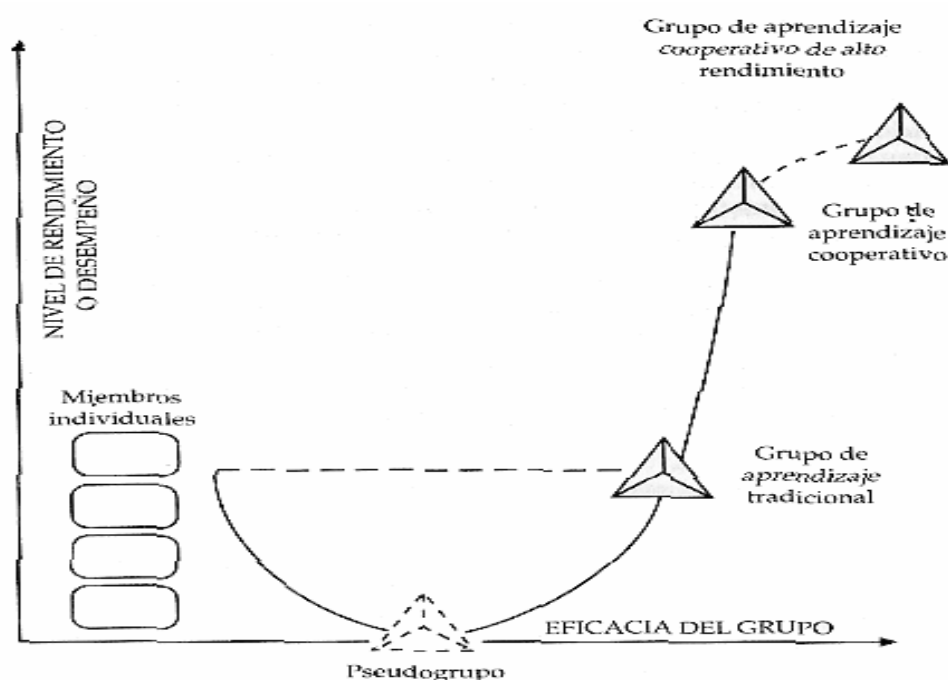 Grupo de aprendizaje
cooperativo de alto
rendimiento
NIVEL DE RENDIMIENTO
O DESEMPEÑO
Grupo de
aprendizaje
cooperativo
Miembros
individuales
Grupo de
aprendizaje
tradicional
EFICACIA DEL GRUPO
Pseudogrupo